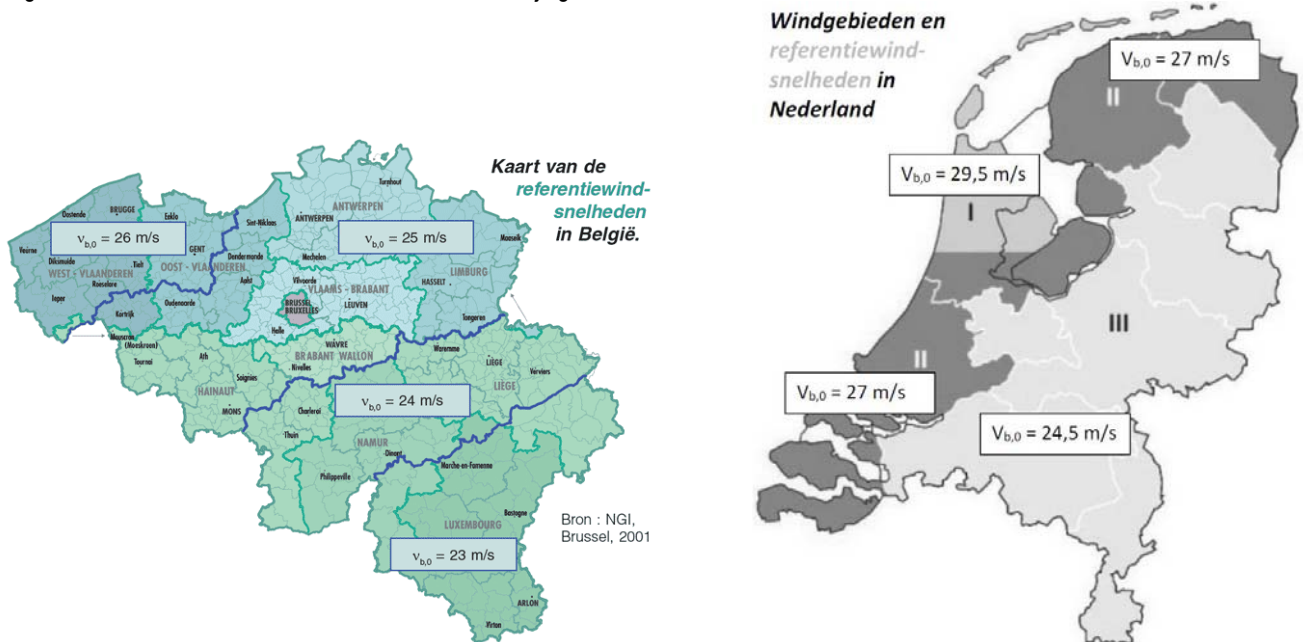 Kaart van de
referentiewind-
snelheden
in België.
Turnhout
ANTWERPEN
ANTWERPEN
BRUGGE
Oostende
Eeklo
Sint-Niklaas
νb,0 = 26 m/s
νb,0 = 25 m/s
Maaseik
Veurne
GENT
Diksmuide
Tielt
Dendermonde
Mechelen
WEST - VLAANDEREN
OOST - VLAANDEREN
Roeselare
Aalst
Vilvoorde
VLAAMS - BRABANT
HASSELT
LIMBURG
Ieper
Oudenaarde
BRUSSEL
BRUXELLES
LEUVEN
Kortrijk
Halle
Tongeren
Mouscron
(Moeskroen)
WAVRE
Waremme
Tournai
Ath
BRABANT WALLON
Nivelles
LIÈGE
Verviers
Soignies
HAINAUT
LIÈGE
νb,0 = 24 m/s
MONS
Charleroi
Thuin
NAMUR
Dinant
Philippeville
Marche-en-Famenne
Bastogne
LUXEMBOURG
Bron : NGI,
Brussel, 2001
νb,0 = 23 m/s
ARLON
Virton
Windgebieden en
referentiewind-
snelheden in
Nederland
Vb,0 = 27 m/s
II
Vb,0 = 29,5 m/s
I
III
II
Vb,0 = 27 m/s
Vb,0 = 24,5 m/s